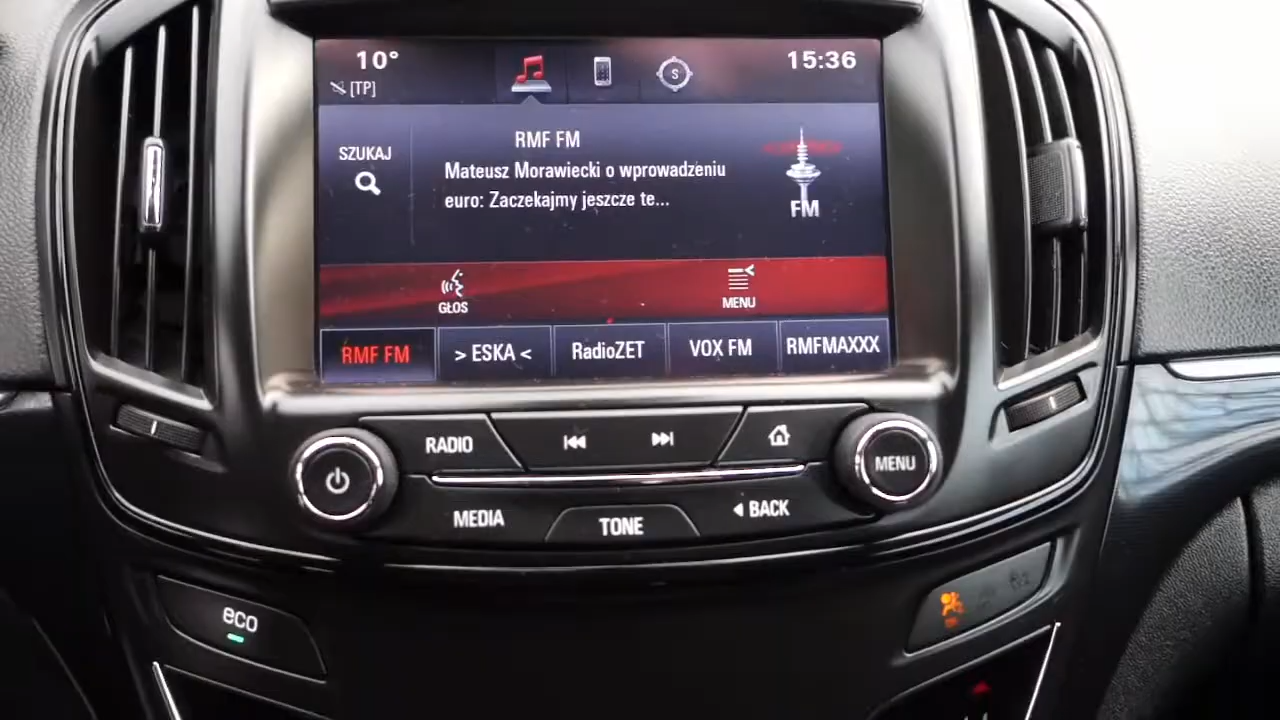 10°
15:36
[TP]
S
RMF FM
SZUKAJ
Mateusz Morawiecki o wprowadzeniu
euro: Zaczekajmy jeszcze te...
FM
GŁOS
MENU
RMF FM
> ESKA <
RadioZET
VOX FM
RMFMAXXX
RADIO
MENU
MEDIA
TONE
BACK
eco